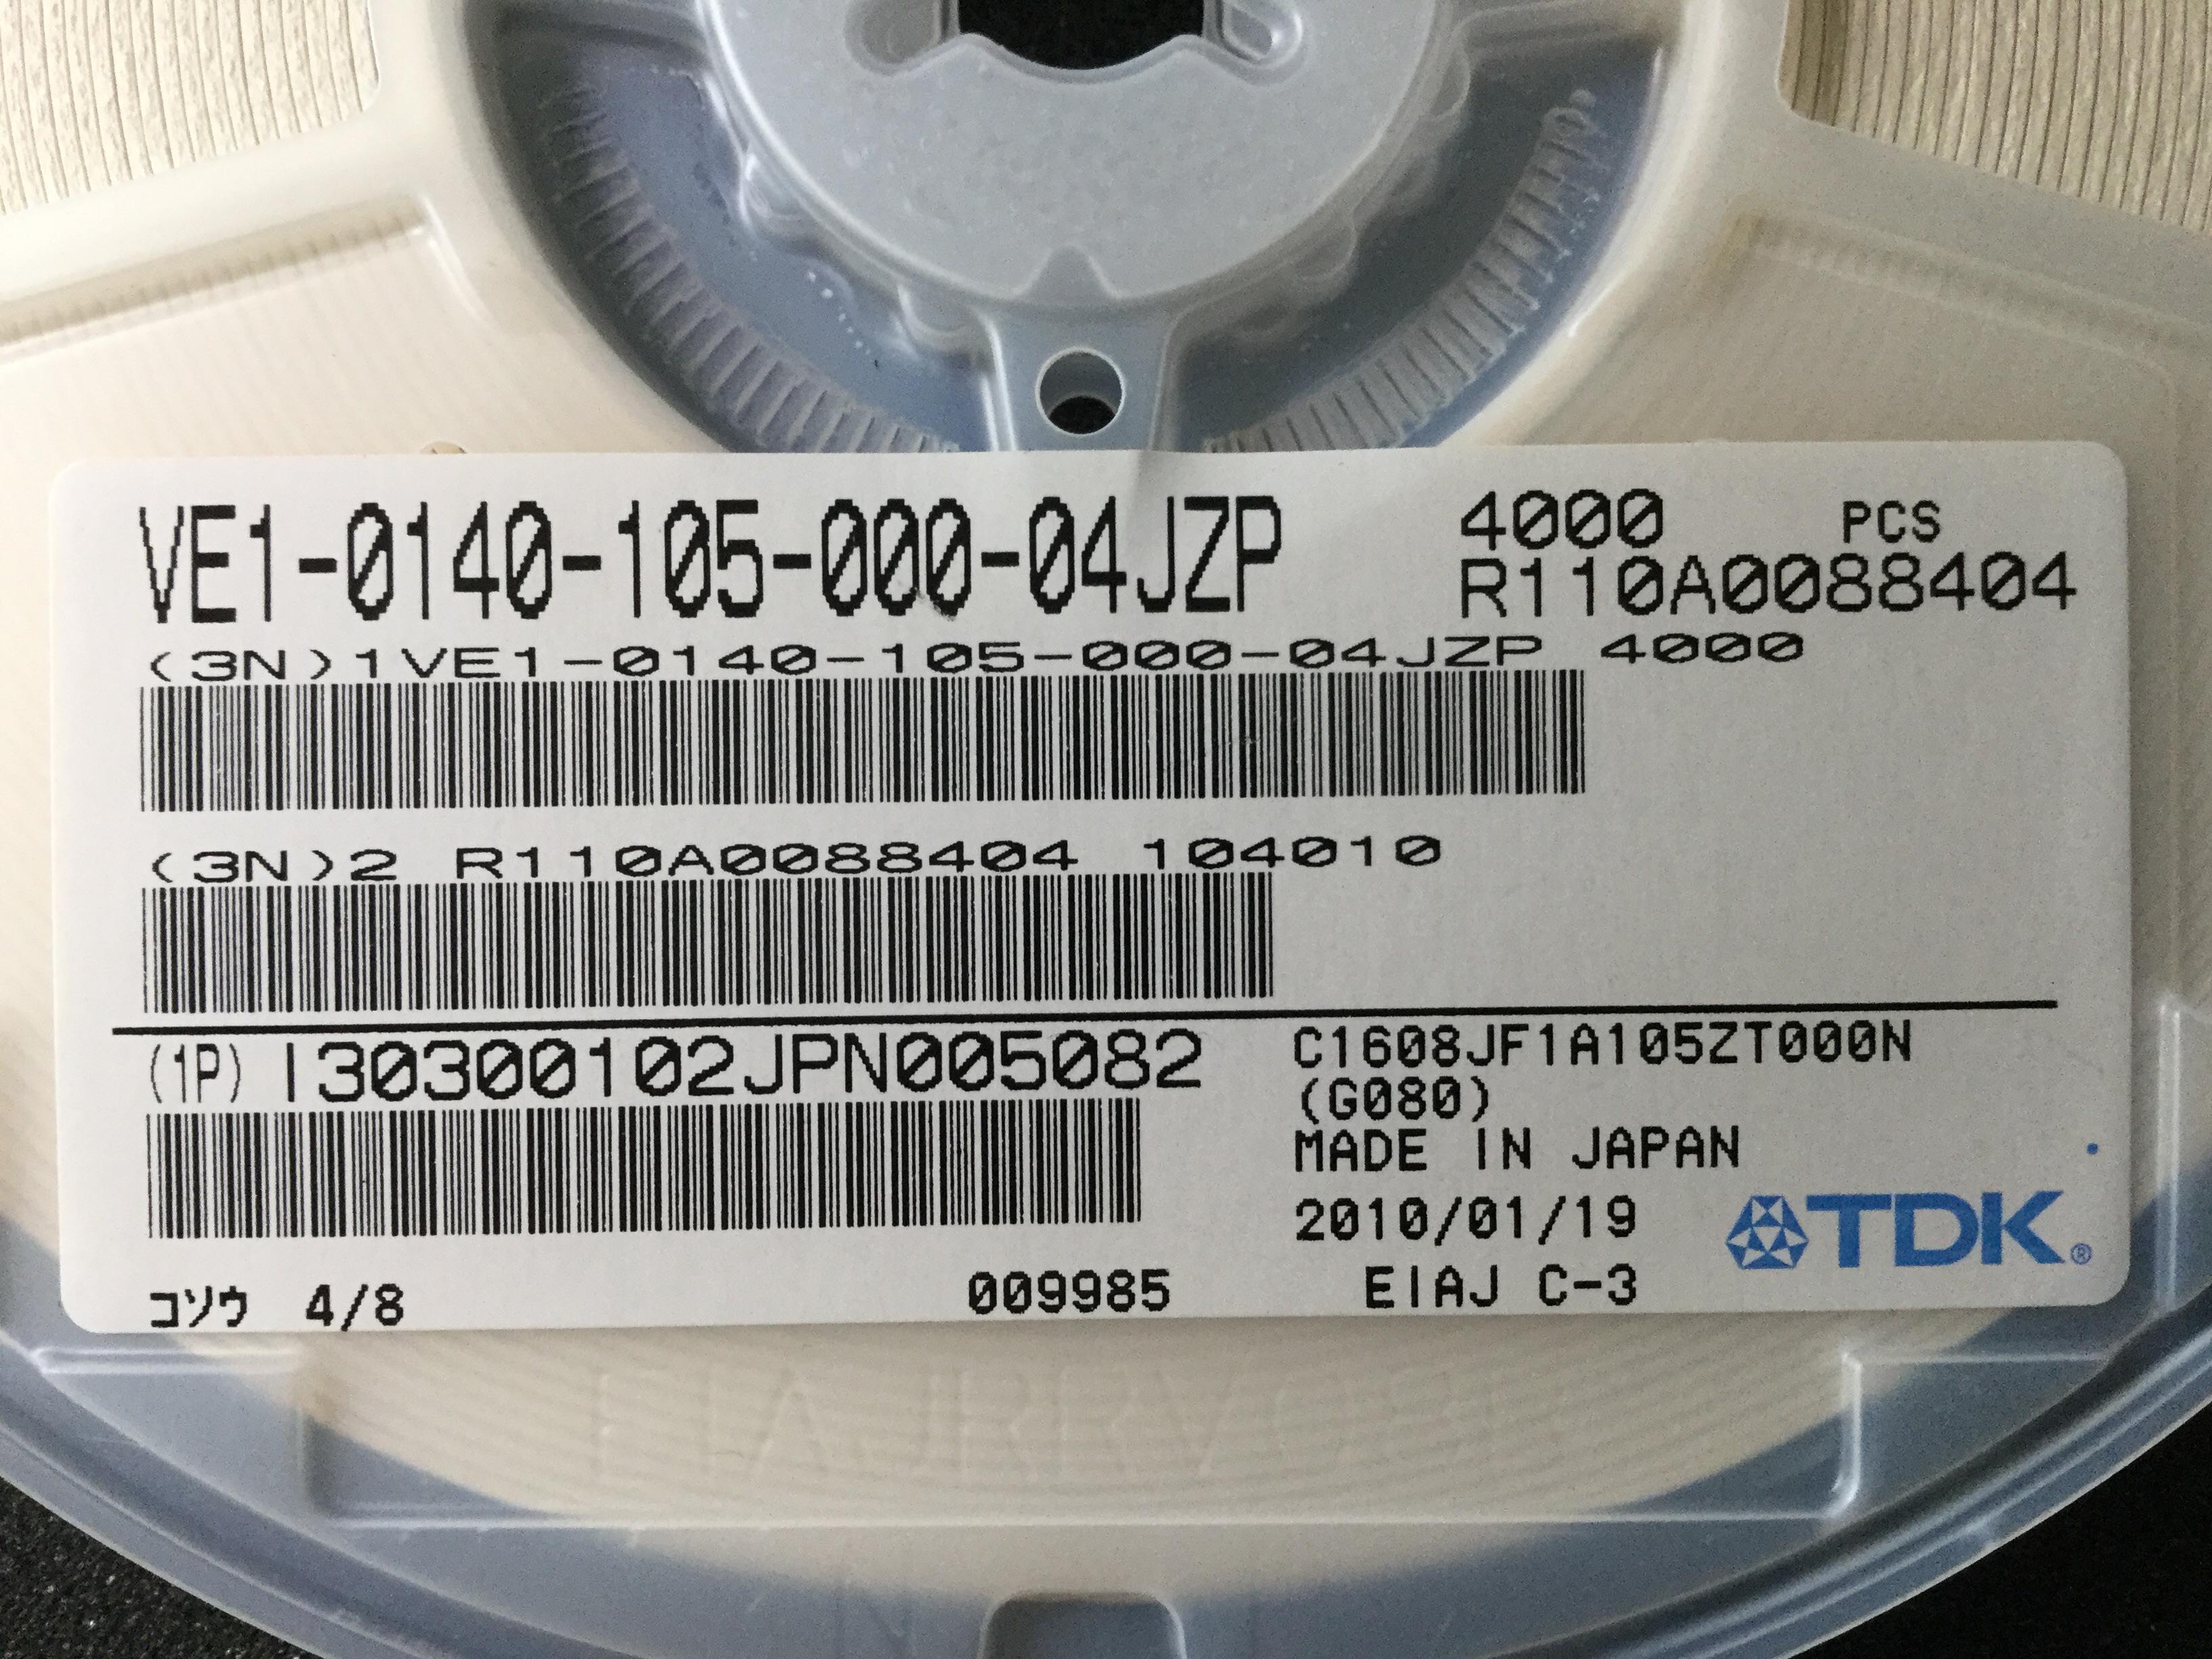 VE1-0140-105-000-04JZP
4000 PCS
R110A0088404
(3N)1VE1-0140-105-000-04JZP 4000
(3N)2 R110A0088404 104010
(1P) I30300102JPN005082
C1608JF1A105ZT000N
(G080)
MADE IN JAPAN
2010/01/19
TDK®
コソウ 4/8
009985
EIAJ C-3